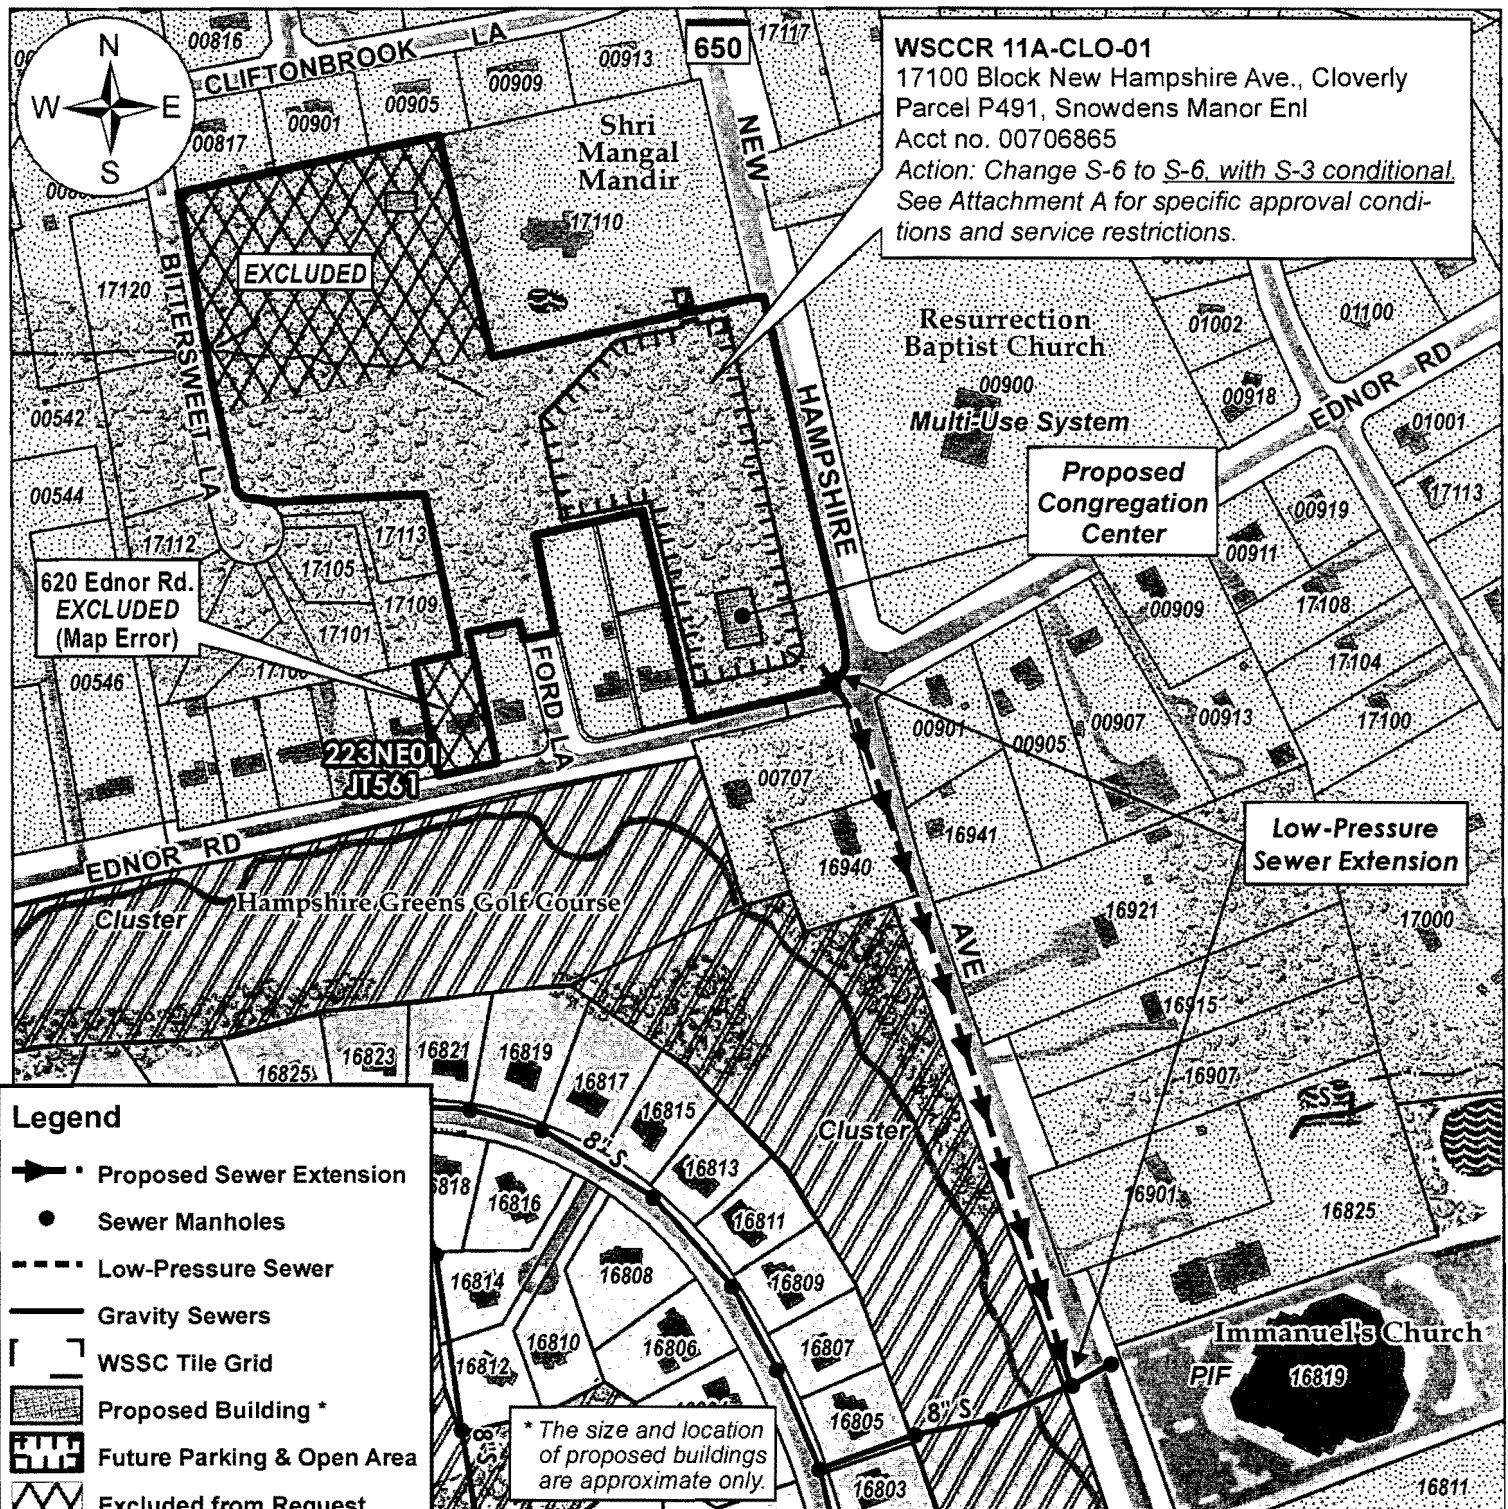 N
W E
S
00816
CLIFTONBROOK LA
00913
650
17117
00909
00905
00901
00817
WSCCR 11A-CLO-01
17100 Block New Hampshire Ave., Cloverly
Parcel P491, Snowdens Manor Enl
Acct no. 00706865
Action: Change S-6 to S-6, with S-3 conditional.
See Attachment A for specific approval condi-
tions and service restrictions.
Shri
Mangal
Mandir
17110
NEW
HAMPSHIRE
AVE
EXCLUDED
17120
BITTERSWEET LA
00542
00544
00546
Resurrection
Baptist Church
00900
Multi-Use System
01002
01100
00918
EDNOR RD
01001
17113
00919
00911
Proposed
Congregation
Center
17112
17113
17105
17109
17101
620 Ednor Rd.
EXCLUDED
(Map Error)
FORD LA
00909
17108
17104
17100
00901
00905
00907
00913
223NE01
JT561
00707
16941
16940
Low-Pressure
Sewer Extension
EDNOR RD
Cluster
Hampshire Greens Golf Course
16921
17000
16915
16907
S
16823
16821
16819
16825
16817
16815
8" S
16813
Cluster
16811
16901
16825
16816
16814
16808
16809
16810
16806
16807
16812
8" S
16805
8" S
16803
Immanuel's Church
PIF
16819
16811
Legend
Proposed Sewer Extension
Sewer Manholes
Low-Pressure Sewer
Gravity Sewers
WSSC Tile Grid
Proposed Building *
Future Parking & Open Area
Excluded from Request
* The size and location
of proposed buildings
are approximate only.